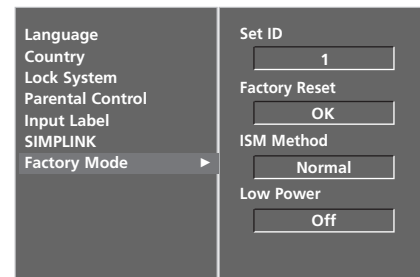 Language
Country
Lock System
Parental Control
Input Label
SIMPLINK
Factory Mode ►
Set ID
1
Factory Reset
OK
ISM Method
Normal
Low Power
Off